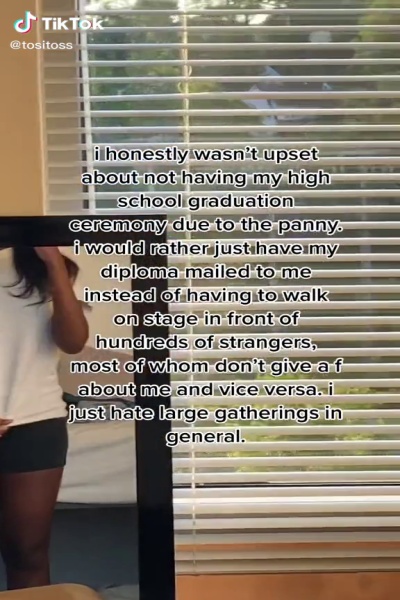 TikTok
@tositoss
i honestly wasn't upset
about not having my high
school graduation
ceremony due to the panny.
i would rather just have my
diploma mailed to me
instead of having to walk
on stage in front of
hundreds of strangers,
most of whom don't give a f
about me and vice versa. i
just hate large gatherings in
general.